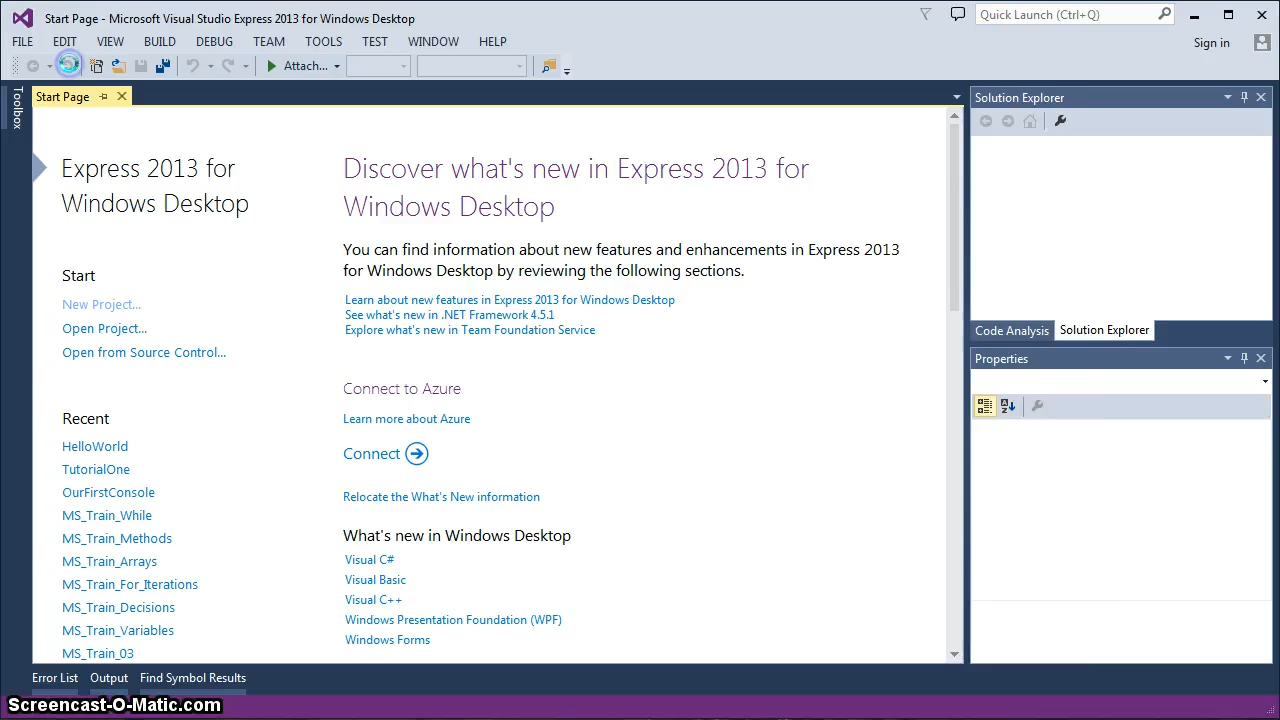 Start Page - Microsoft Visual Studio Express 2013 for Windows Desktop
Quick Launch (Ctrl+Q)
FILE EDIT VIEW BUILD DEBUG TEAM TOOLS TEST WINDOW HELP
Sign in
Attach...
Toolbox
Start Page
Express 2013 for
Windows Desktop
Start
New Project...
Open Project...
Open from Source Control...
Recent
HelloWorld
TutorialOne
OurFirstConsole
MS_Train_While
MS_Train_Methods
MS_Train_Arrays
MS_Train_For_Iterations
MS_Train_Decisions
MS_Train_Variables
MS_Train_03
Discover what's new in Express 2013 for
Windows Desktop
You can find information about new features and enhancements in Express 2013
for Windows Desktop by reviewing the following sections.
Learn about new features in Express 2013 for Windows Desktop
See what's new in .NET Framework 4.5.1
Explore what's new in Team Foundation Service
Connect to Azure
Learn more about Azure
Connect
Relocate the What's New information
What's new in Windows Desktop
Visual C#
Visual Basic
Visual C++
Windows Presentation Foundation (WPF)
Windows Forms
Solution Explorer
Code Analysis Solution Explorer
Properties
Error List Output Find Symbol Results
Screencast-O-Matic.com